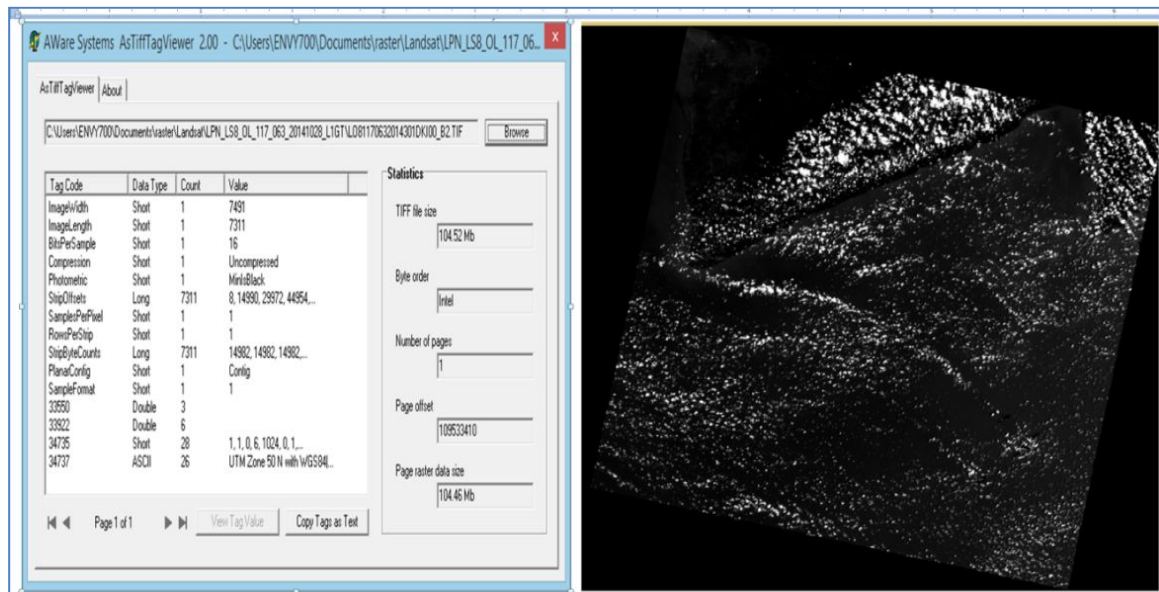 AWare Systems AsTiffTagViewer 2.00 - C:\Users\ENVY700\Documents\raster\Landsat\LPN_LS8_OL_117_06...
x
AsTiffTagViewer About
C:\Users\ENVY700\Documents\raster\Landsat\LPN_LS8_OL_117_063_20141028_L1GT\LO81170632014301DKI00_B2.TIF Browse
Tag Code Data Type Count Value
ImageWidth Short 1 7491
ImageLength Short 1 7311
BitsPerSample Short 1 16
Compression Short 1 Uncompressed
Photometric Short 1 MinIsBlack
StripOffsets Long 7311 8, 14990, 29972, 44954,...
SamplesPerPixel Short 1 1
RowsPerStrip Short 1 1
StripByteCounts Long 7311 14982, 14982, 14982,...
PlanarConfig Short 1 Contig
SampleFormat Short 1 1
33550 Double 3
33922 Double 6
34735 Short 28 1, 1, 0, 6, 1024, 0, 1,...
34737 ASCII 26 UTM Zone 50 N with WGS84|...
Page 1 of 1 View Tag Value Copy Tags as Text
Statistics
TIFF file size
104.52 Mb
Byte order
Intel
Number of pages
1
Page offset
109533410
Page raster data size
104.46 Mb